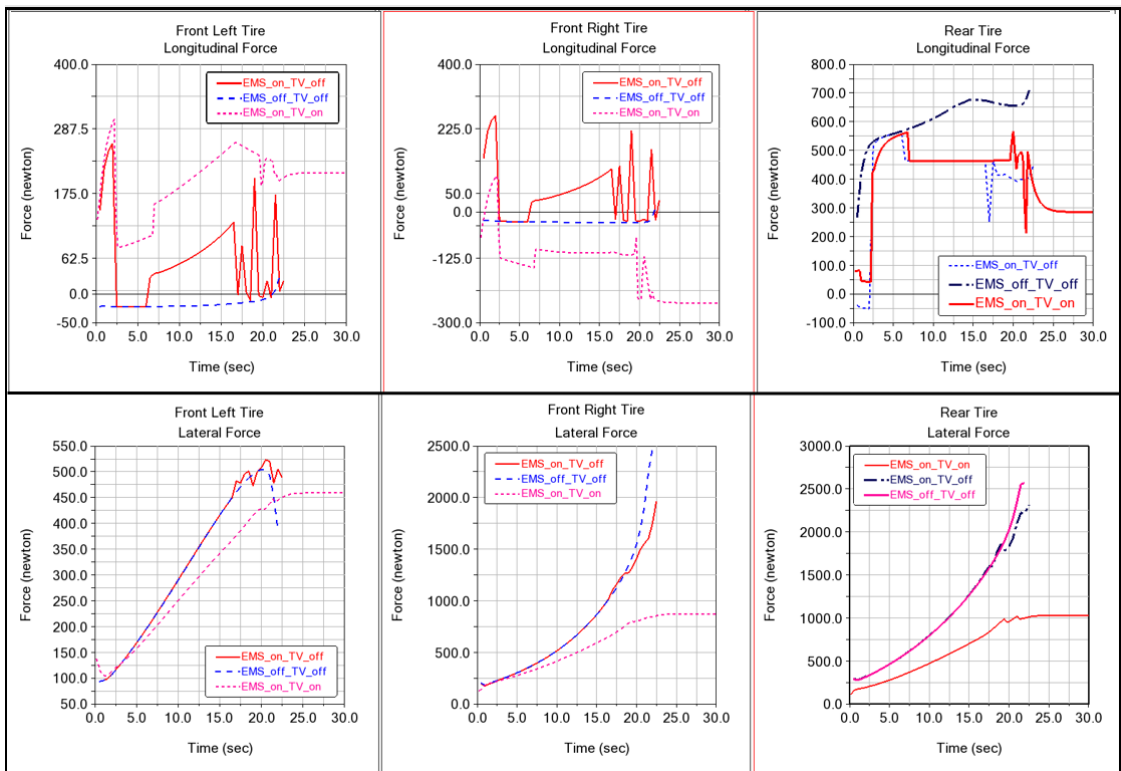 Front Left Tire
Longitudinal Force
400.0
287.5
175.0
62.5
0.0
-50.0
Force (newton)
EMS_on_TV_off
EMS_off_TV_off
EMS_on_TV_on
0.0 5.0 10.0 15.0 20.0 25.0 30.0
Time (sec)
Front Right Tire
Longitudinal Force
400.0
225.0
50.0
0.0
-125.0
-300.0
Force (newton)
EMS_on_TV_off
EMS_off_TV_off
EMS_on_TV_on
0.0 5.0 10.0 15.0 20.0 25.0 30.0
Time (sec)
Rear Tire
Longitudinal Force
800.0
700.0
600.0
500.0
400.0
300.0
200.0
100.0
0.0
-100.0
Force (newton)
EMS_on_TV_off
EMS_off_TV_off
EMS_on_TV_on
0.0 5.0 10.0 15.0 20.0 25.0 30.0
Time (sec)
Front Left Tire
Lateral Force
550.0
500.0
450.0
400.0
350.0
300.0
250.0
200.0
150.0
100.0
50.0
Force (newton)
EMS_on_TV_off
EMS_off_TV_off
EMS_on_TV_on
0.0 5.0 10.0 15.0 20.0 25.0 30.0
Time (sec)
Front Right Tire
Lateral Force
2500
2000
1500.0
1000.0
500.0
0.0
Force (newton)
EMS_on_TV_off
EMS_off_TV_off
EMS_on_TV_on
0.0 5.0 10.0 15.0 20.0 25.0 30.0
Time (sec)
Rear Tire
Lateral Force
3000.0
2500.0
2000.0
1500.0
1000.0
500.0
0.0
Force (newton)
EMS_on_TV_on
EMS_on_TV_off
EMS_off_TV_off
0.0 5.0 10.0 15.0 20.0 25.0 30.0
Time (sec)